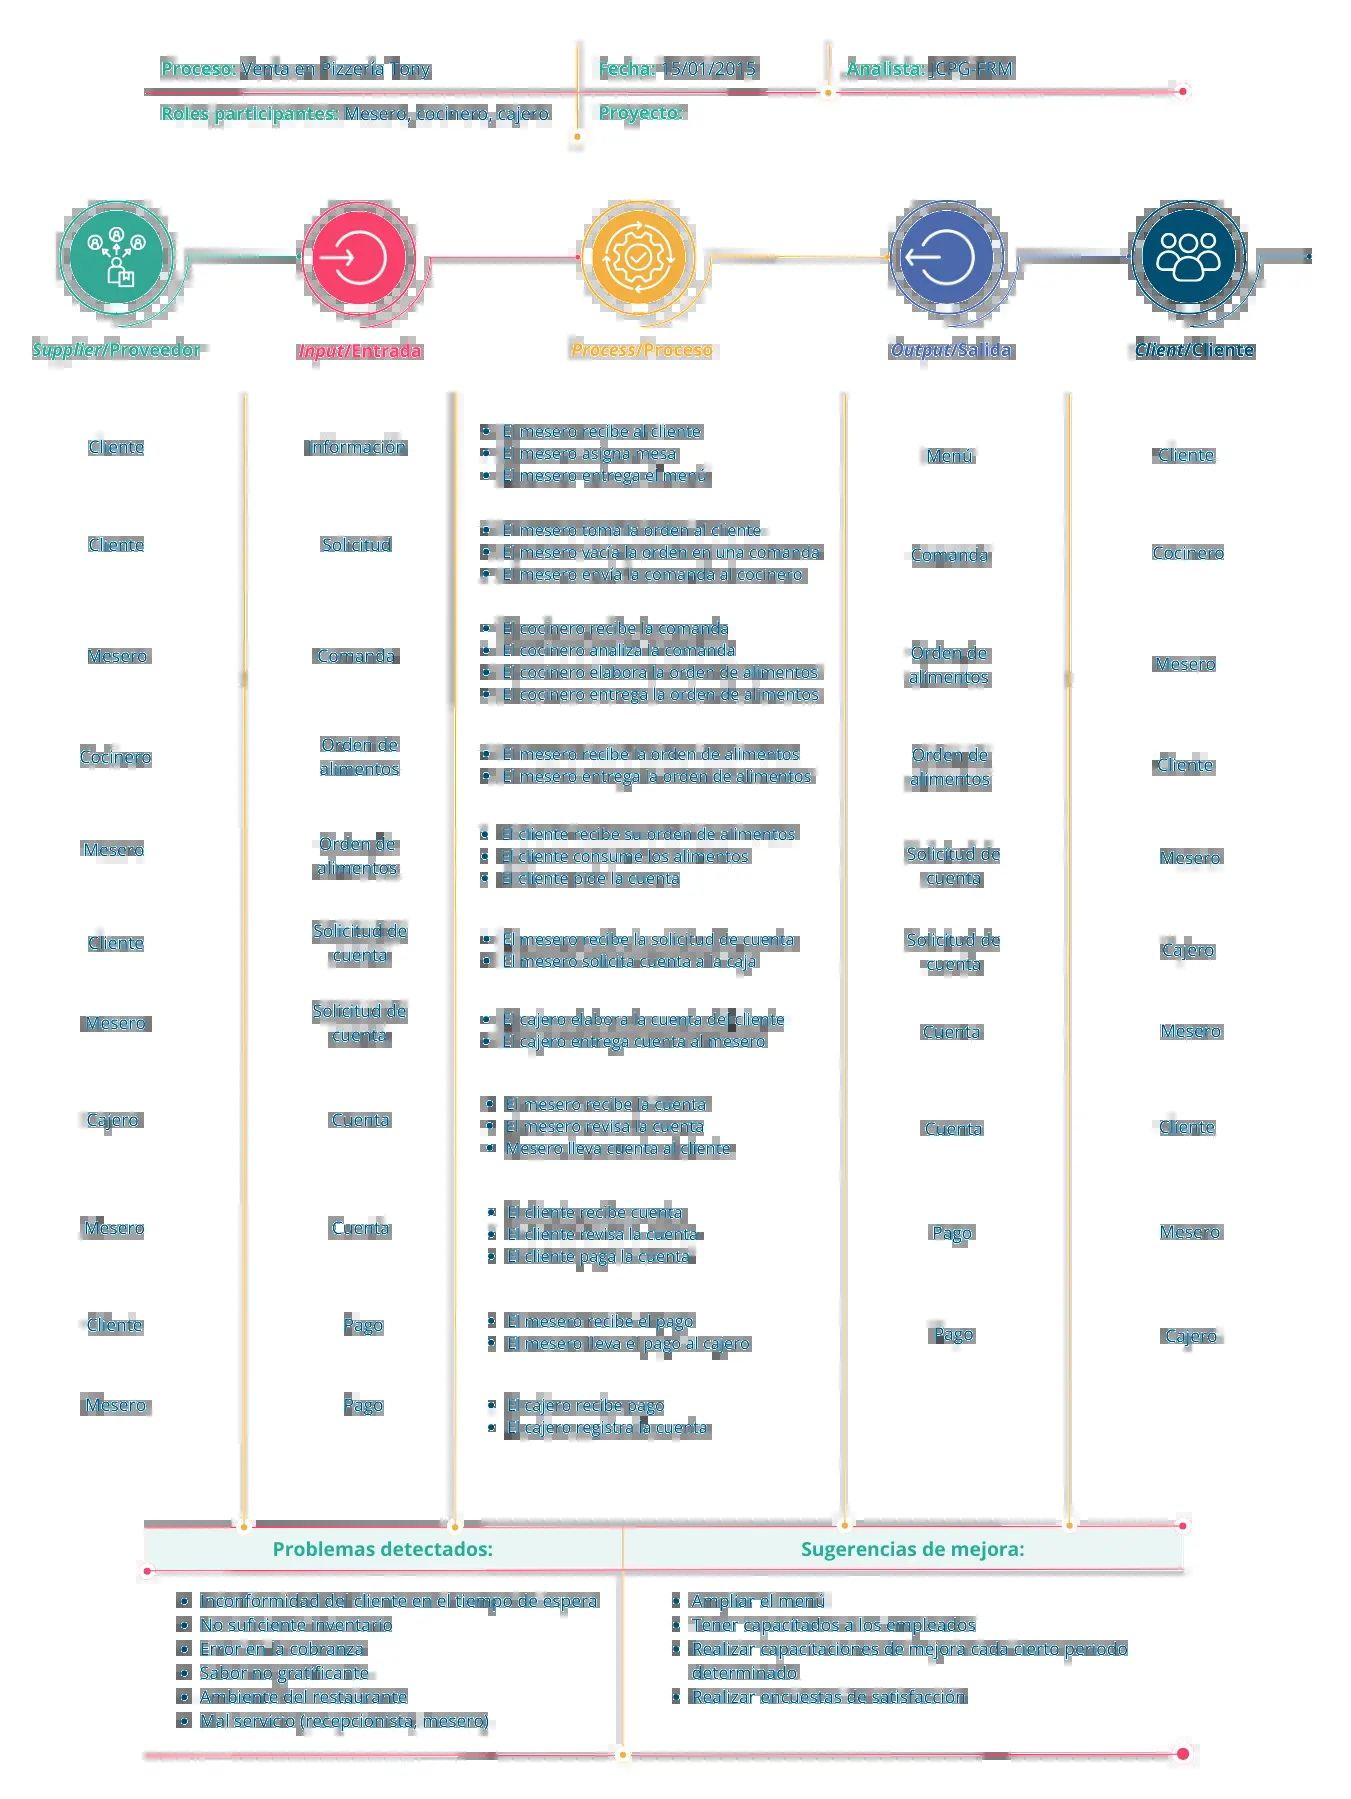 Proceso: Venta en Pizzería Tony
Fecha: 15/01/2015
Analista: JCPG-FRM
Roles participantes: Mesero, cocinero, cajero
Proyecto:
Supplier/Proveedor
Input/Entrada
Process/Proceso
Output/Salida
Client/Cliente
Cliente
Información
• El mesero recibe al cliente
• El mesero asigna mesa
• El mesero entrega el menú
Menú
Cliente
Cliente
Solicitud
• El mesero toma la orden al cliente
• El mesero vacía la orden en una comanda
• El mesero envía la comanda al cocinero
Comanda
Cocinero
Mesero
Comanda
• El cocinero recibe la comanda
• El cocinero analiza la comanda
• El cocinero elabora la orden de alimentos
• El cocinero entrega la orden de alimentos
Orden de
alimentos
Mesero
Cocinero
Orden de
alimentos
• El mesero recibe la orden de alimentos
• El mesero entrega la orden de alimentos
Orden de
alimentos
Cliente
Mesero
Orden de
alimentos
• El cliente recibe su orden de alimentos
• El cliente consume los alimentos
• El cliente pide la cuenta
Solicitud de
cuenta
Mesero
Cliente
Solicitud de
cuenta
• El mesero recibe la solicitud de cuenta
• El mesero solicita cuenta a la caja
Solicitud de
cuenta
Cajero
Mesero
Solicitud de
cuenta
• El cajero elabora la cuenta del cliente
• El cajero entrega cuenta al mesero
Cuenta
Mesero
Cajero
Cuenta
• El mesero recibe la cuenta
• El mesero revisa la cuenta
• Mesero lleva cuenta al cliente
Cuenta
Cliente
Mesero
Cuenta
• El cliente recibe cuenta
• El cliente revisa la cuenta
• El cliente paga la cuenta
Pago
Mesero
Cliente
Pago
• El mesero recibe el pago
• El mesero lleva el pago al cajero
Pago
Cajero
Mesero
Pago
• El cajero recibe pago
• El cajero registra la cuenta
Problemas detectados:
• Inconformidad del cliente en el tiempo de espera
• No suficiente inventario
• Error en la cobranza
• Sabor no gratificante
• Ambiente del restaurante
• Mal servicio (recepcionista, mesero)
Sugerencias de mejora:
• Ampliar el menú
• Tener capacitados a los empleados
• Realizar capacitaciones de mejora cada cierto periodo
determinado
• Realizar encuestas de satisfacción